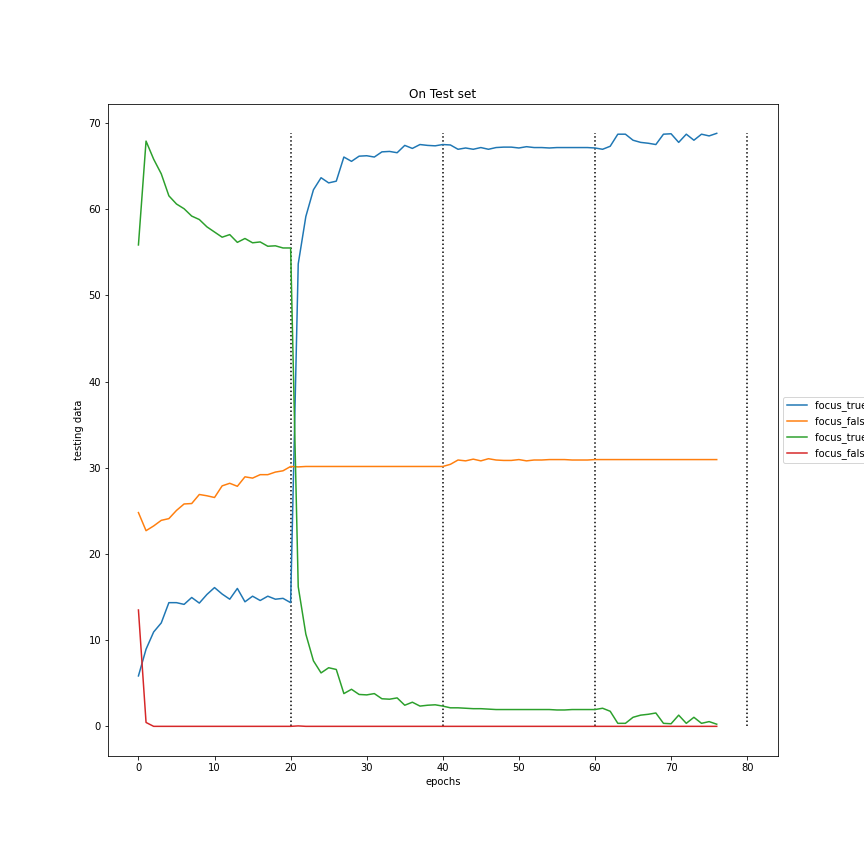 On Test set
70
60
50
40
30
20
10
0
testing data
0 10 20 30 40 50 60 70 80
epochs
focus_true
focus_fals
focus_true
focus_fals